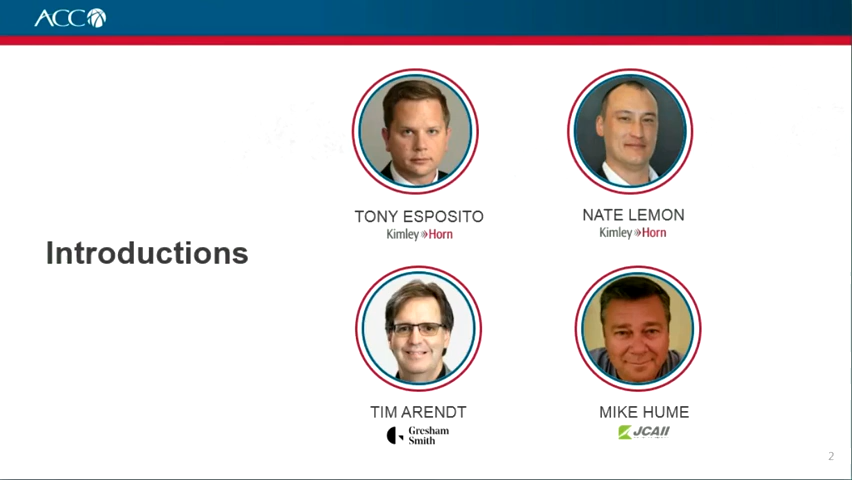 ACC
Introductions
TONY ESPOSITO
Kimley»Horn
NATE LEMON
Kimley»Horn
TIM ARENDT
Gresham
Smith
MIKE HUME
JCAII
2